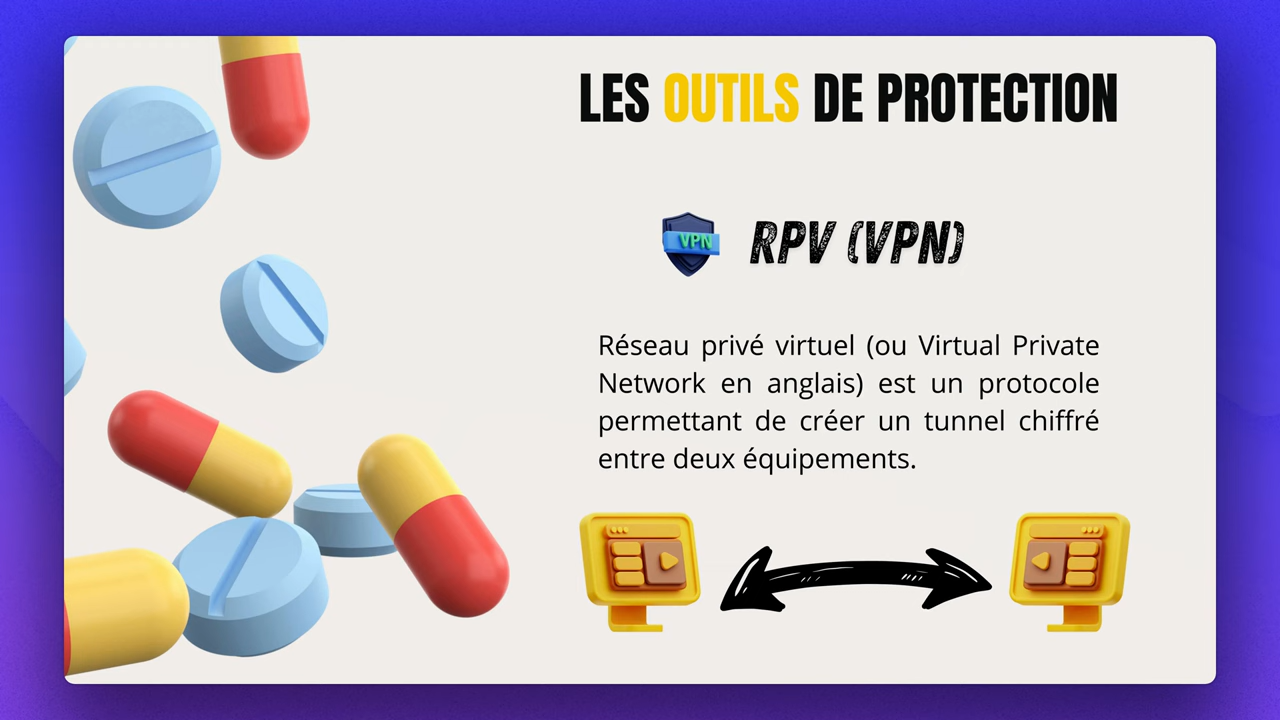 LES OUTILS DE PROTECTION
VPN
RPV (VPN)
Réseau privé virtuel (ou Virtual Private
Network en anglais) est un protocole
permettant de créer un tunnel chiffré
entre deux équipements.